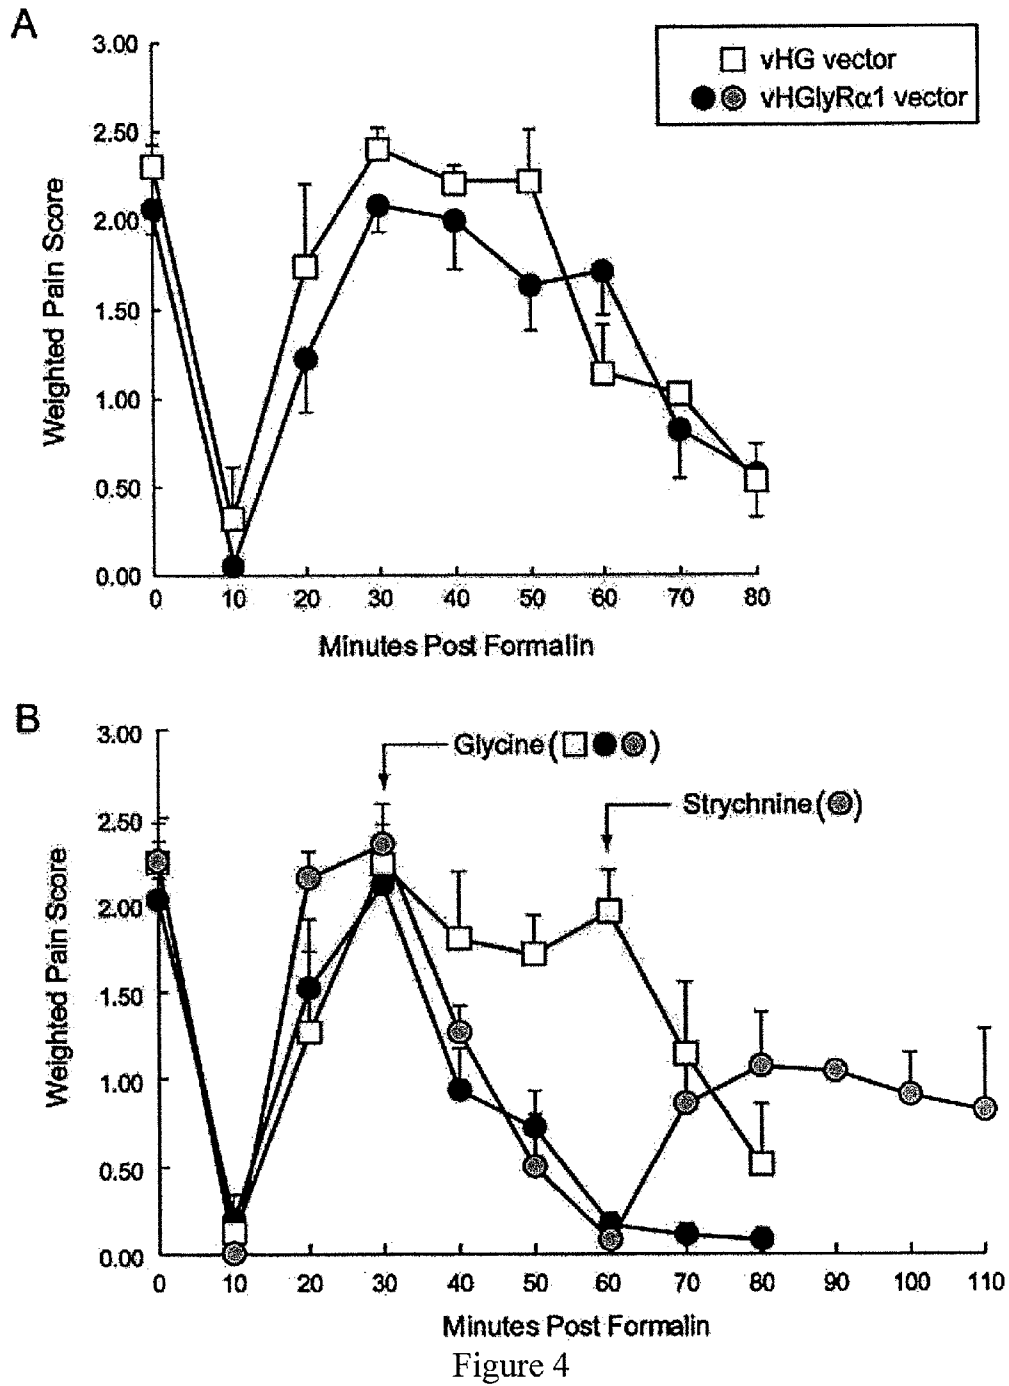 A
vHG vector
vHGlyRα1 vector
3.00
2.50
2.00
1.50
1.00
0.50
0.00
Weighted Pain Score
0 10 20 30 40 50 60 70 80
Minutes Post Formalin
B
Glycine ( )
Strychnine ( )
3.00
2.50
2.00
1.50
1.00
0.50
0.00
Weighted Pain Score
0 10 20 30 40 50 60 70 80 90 100 110
Minutes Post Formalin
Figure 4